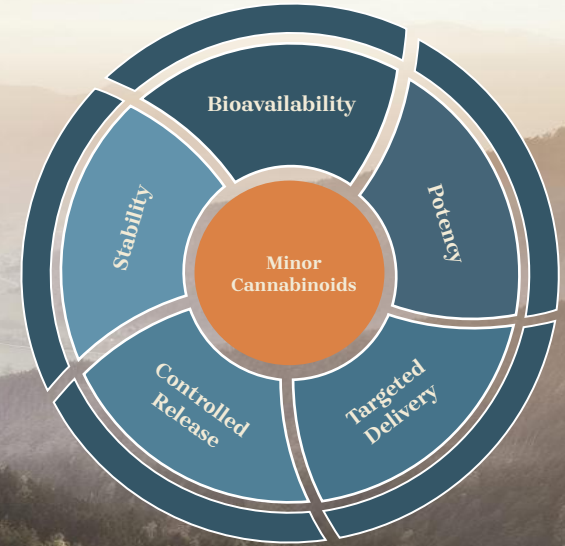 Bioavailability
Potency
Targeted
Delivery
Controlled
Release
Stability
Minor
Cannabinoids